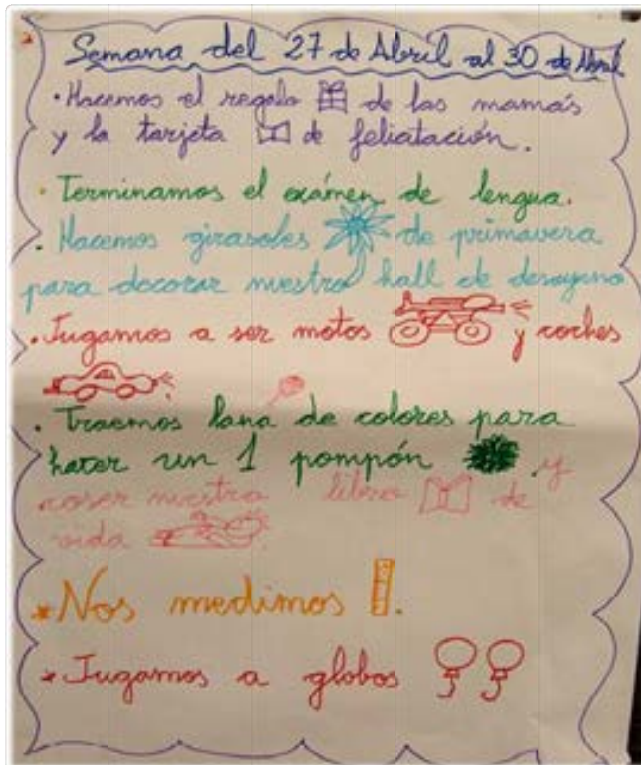 Semana del 27 de Abril al 30 de Abril
• Hacemos el regalo de las mamás
y la tarjeta de feliatación.
• Terminamos el exámen de lengua.
• Hacemos girasoles de primavera
para decorar nuestro hall de desayuno
• Jugamos a ser motos y coches
• Traemos lana de colores para
hacer un 1 pompón y
coser nuestro libro de
vida
* Nos medimos
* Jugamos a globos